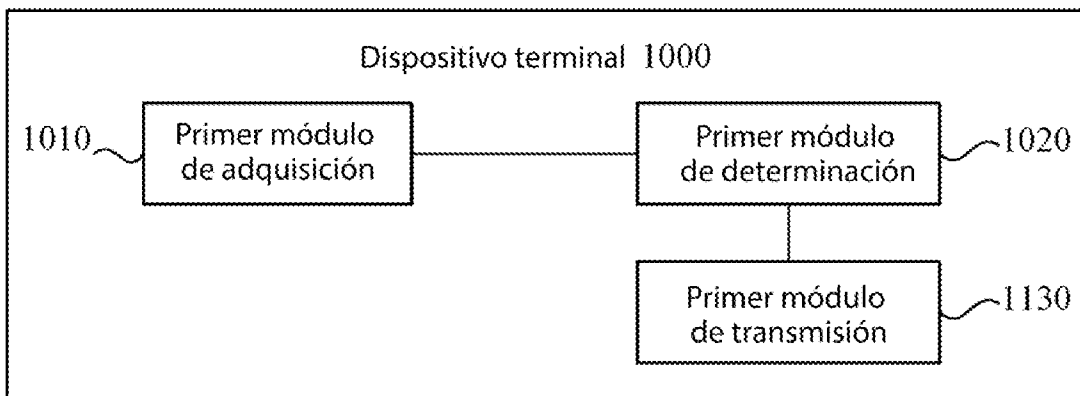 Dispositivo terminal 1000
1010
Primer módulo
de adquisición
Primer módulo
de determinación
1020
Primer módulo
de transmisión
1130